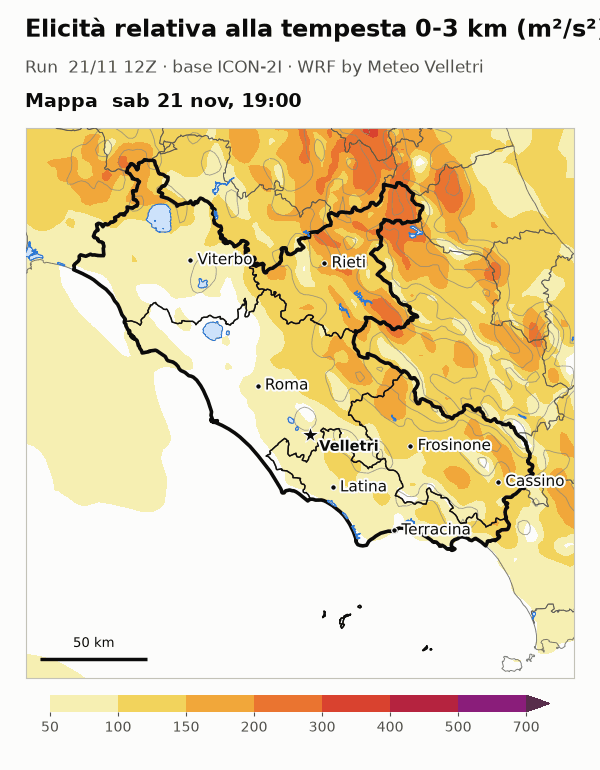 Elicità relativa alla tempesta 0-3 km (m²/s²)
Run 21/11 12Z · base ICON-2I · WRF by Meteo Velletri
Mappa sab 21 nov, 19:00
Viterbo
Rieti
Roma
Velletri
Frosinone
Cassino
Latina
Terracina
50 km
50 100 150 200 300 400 500 700